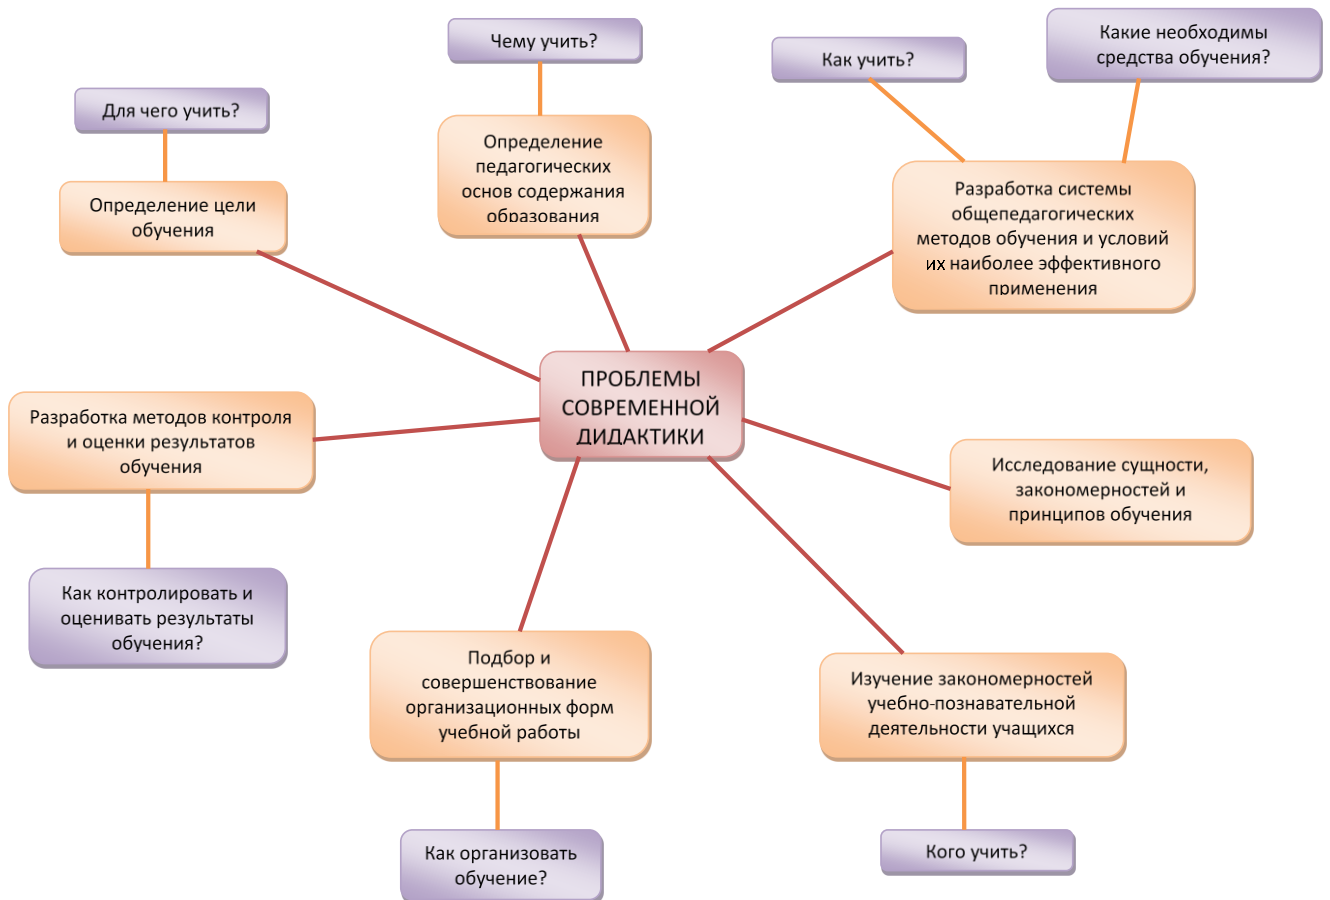 Чему учить?
Как учить?
Какие необходимы
средства обучения?
Для чего учить?
Определение
педагогических
основ содержания
образования
Определение цели
обучения
Разработка системы
общепедагогических
методов обучения и условий
их наиболее эффективного
применения
ПРОБЛЕМЫ
СОВРЕМЕННОЙ
ДИДАКТИКИ
Разработка методов контроля
и оценки результатов
обучения
Исследование сущности,
закономерностей и
принципов обучения
Как контролировать и
оценивать результаты
обучения?
Подбор и
совершенствование
организационных форм
учебной работы
Изучение закономерностей
учебно-познавательной
деятельности учащихся
Как организовать
обучение?
Кого учить?